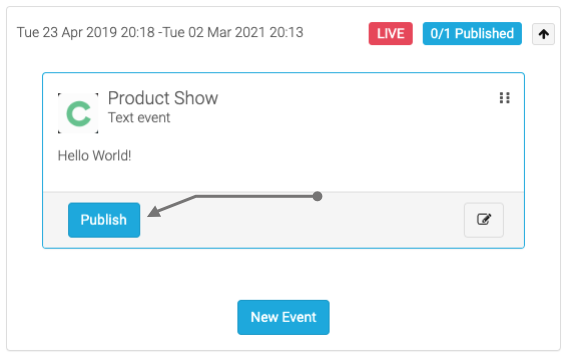 Tue 23 Apr 2019 20:18 -Tue 02 Mar 2021 20:13 LIVE 0/1 Published
Product Show
Text event
Hello World!
Publish
New Event